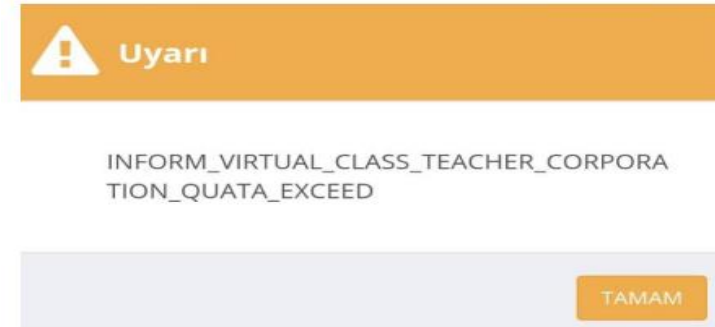 Uyarı
INFORM_VIRTUAL_CLASS_TEACHER_CORPORA
TION_QUATA_EXCEED
TAMAM